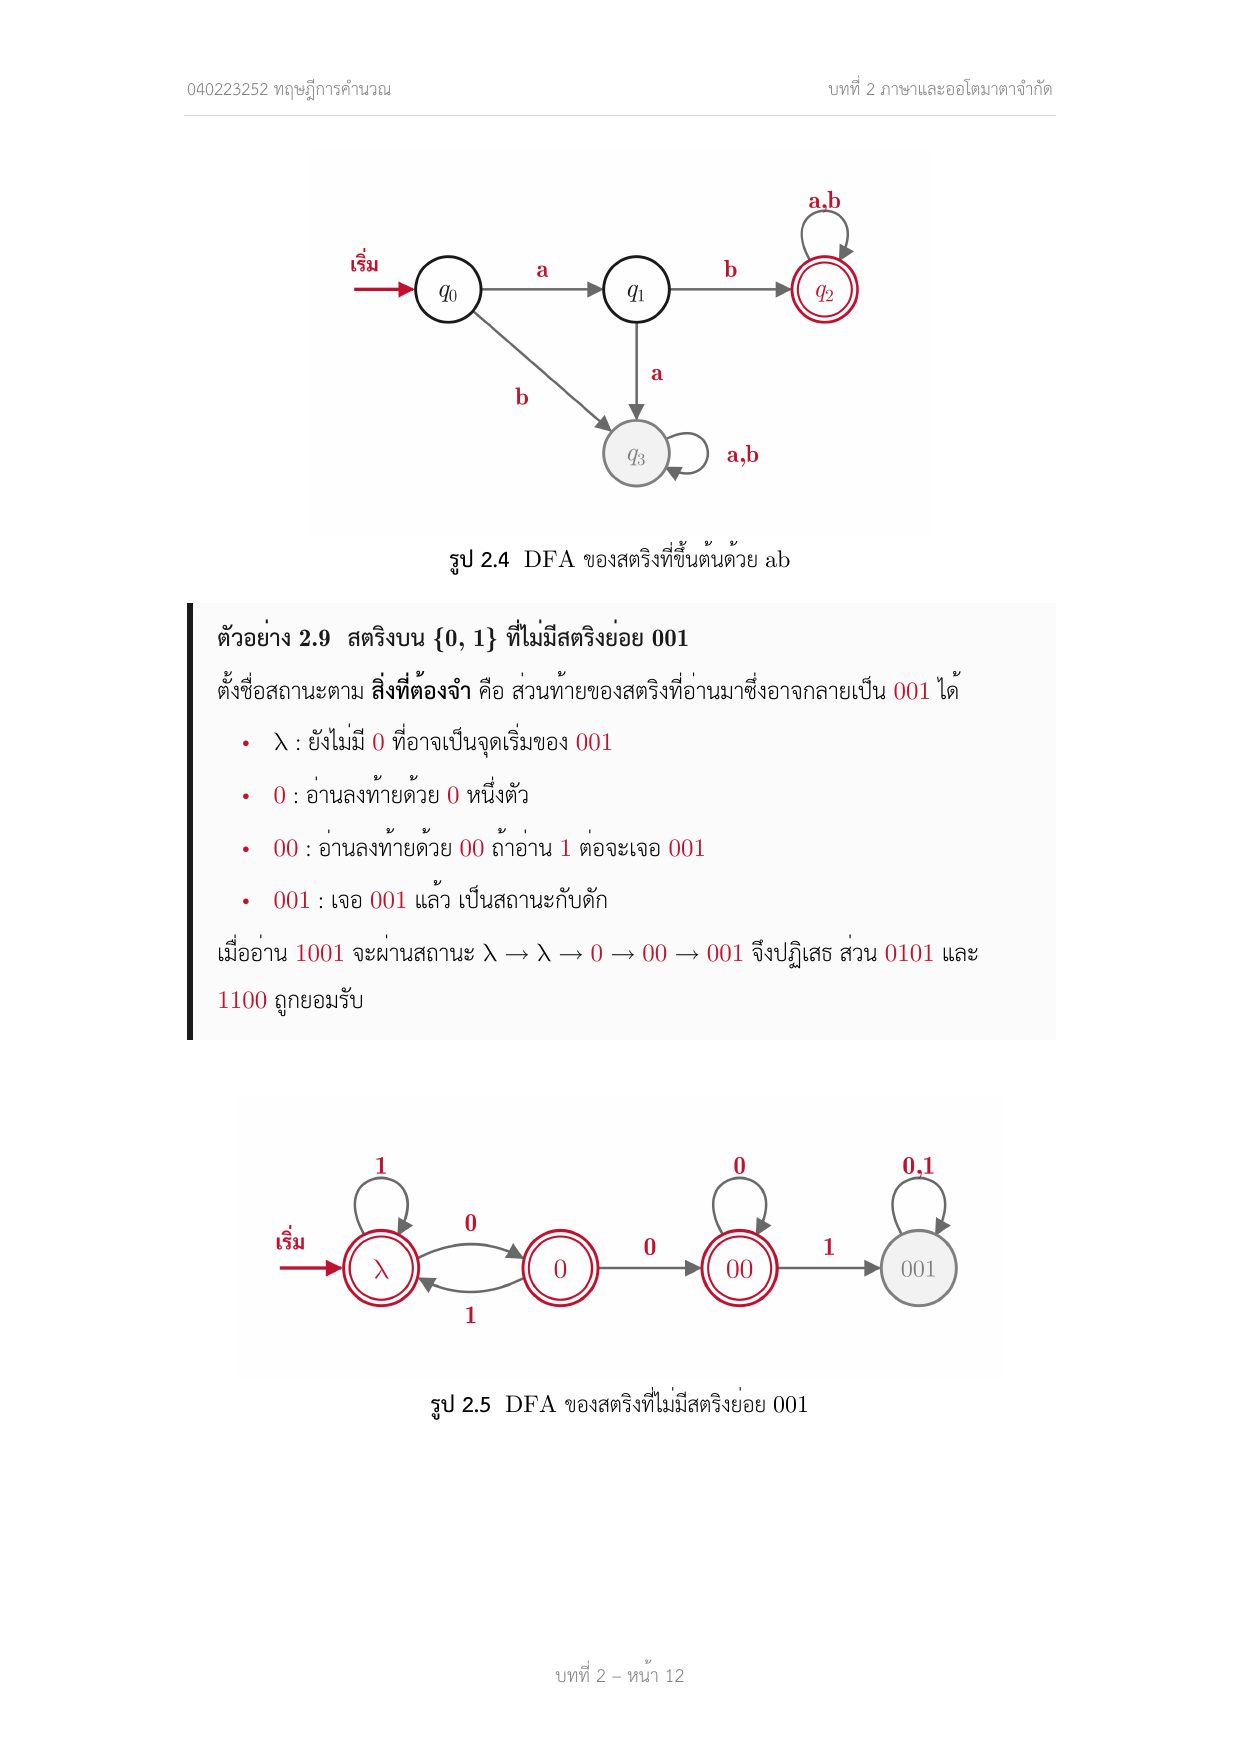 040223252 ทฤษฎีการคำนวณ บทที่ 2 ภาษาและออโตมาตาจำกัด
a,b
เริ่ม
a
b
q0
q1
q2
a
b
q3
a,b
รูป 2.4 DFA ของสตริงที่ขึ้นต้นด้วย ab
ตัวอย่าง 2.9 สตริงบน {0, 1} ที่ไม่มีสตริงย่อย 001
ตั้งชื่อสถานะตาม สิ่งที่ต้องจำ คือ ส่วนท้ายของสตริงที่อ่านมาซึ่งอาจกลายเป็น 001 ได้
• λ : ยังไม่มี 0 ที่อาจเป็นจุดเริ่มของ 001
• 0 : อ่านลงท้ายด้วย 0 หนึ่งตัว
• 00 : อ่านลงท้ายด้วย 00 ถ้าอ่าน 1 ต่อจะเจอ 001
• 001 : เจอ 001 แล้ว เป็นสถานะกับดัก
เมื่ออ่าน 1001 จะผ่านสถานะ λ → λ → 0 → 00 → 001 จึงปฏิเสธ ส่วน 0101 และ
1100 ถูกยอมรับ
1
0
0,1
เริ่ม
0
0
1
λ
0
00
001
1
รูป 2.5 DFA ของสตริงที่ไม่มีสตริงย่อย 001
บทที่ 2 – หน้า 12